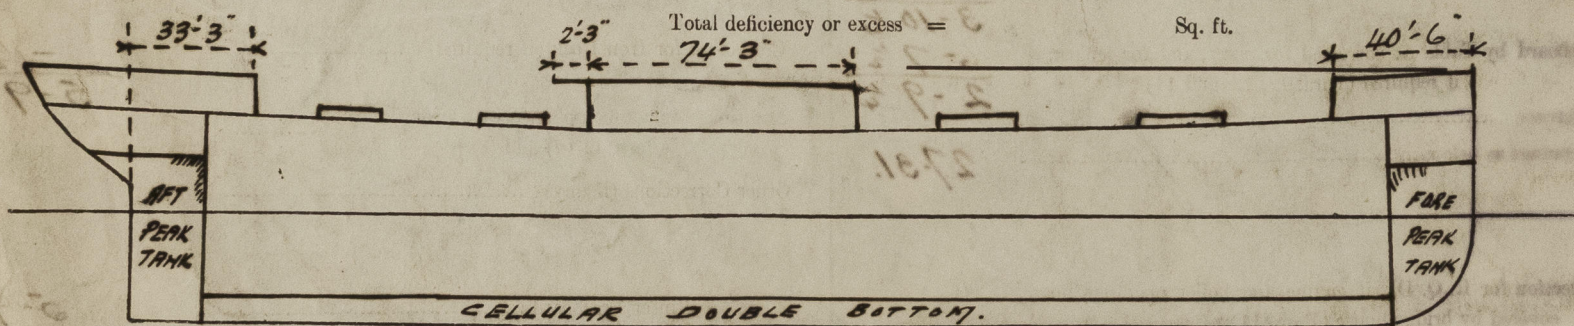 Total deficiency or excess = Sq. ft.
33'-3" 2'-3" 74'-3" 40'-6"
AFT
PEAK
TANK
FORE
PEAK
TANK
CELLULAR DOUBLE BOTTOM.